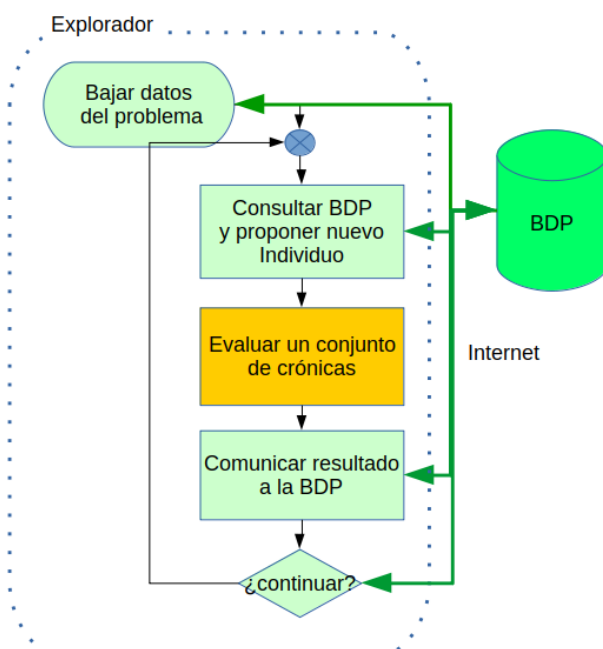 Explorador
Bajar datos
del problema
Consultar BDP
y proponer nuevo
Individuo
BDP
Evaluar un conjunto
de crónicas
Internet
Comunicar resultado
a la BDP
¿continuar?